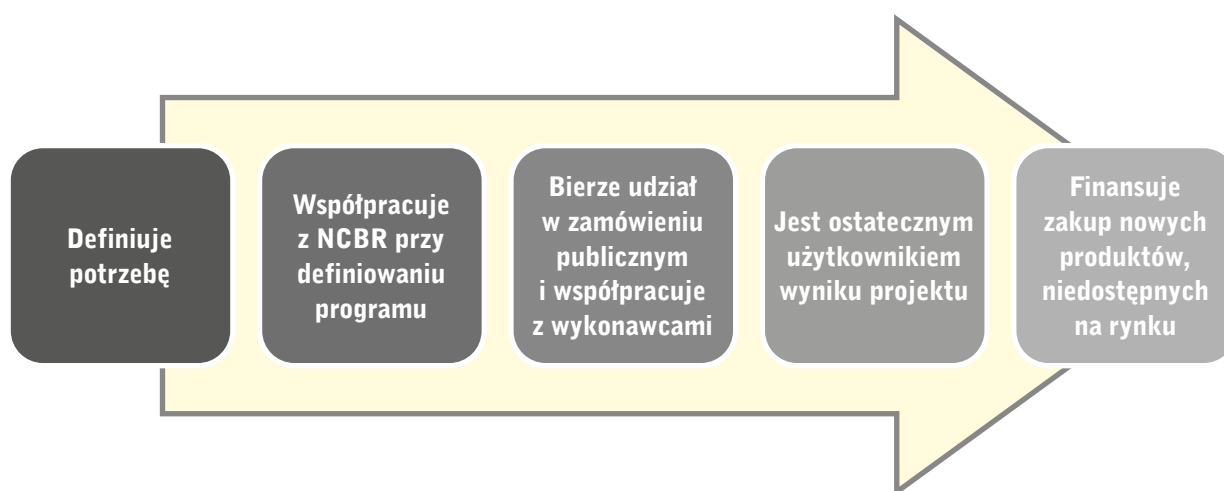 Definiuje
potrzebę
Współpracuje
z NCBR przy
definiowaniu
programu
Bierze udział
w zamówieniu
publicznym
i współpracuje
z wykonawcami
Jest ostatecznym
użytkownikiem
wyniku projektu
Finansuje
zakup nowych
produktów,
niedostępnych
na rynku